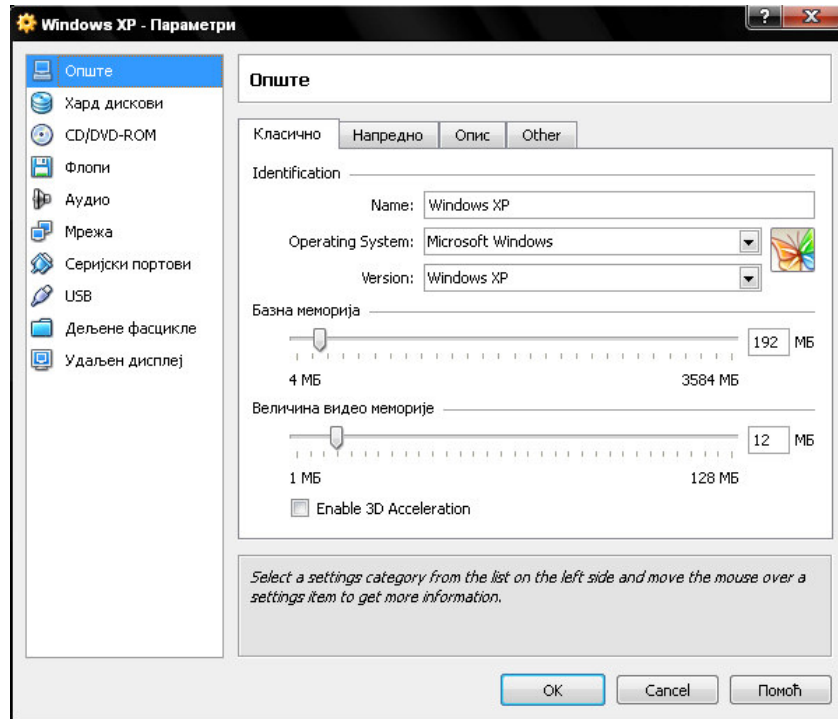 Windows XP - Параметри
Опште
Хард дискови
CD/DVD-ROM
Флопи
Аудио
Мрежа
Серијски портови
USB
Дељене фасцикле
Удаљен дисплеј
Опште
Класично Напредно Опис Other
Identification
Name: Windows XP
Operating System: Microsoft Windows
Version: Windows XP
Базна меморија
192 МБ
4 МБ 3584 МБ
Величина видео меморије
12 МБ
1 МБ 128 МБ
Enable 3D Acceleration
Select a settings category from the list on the left side and move the mouse over a
settings item to get more information.
OK Cancel Помоћ